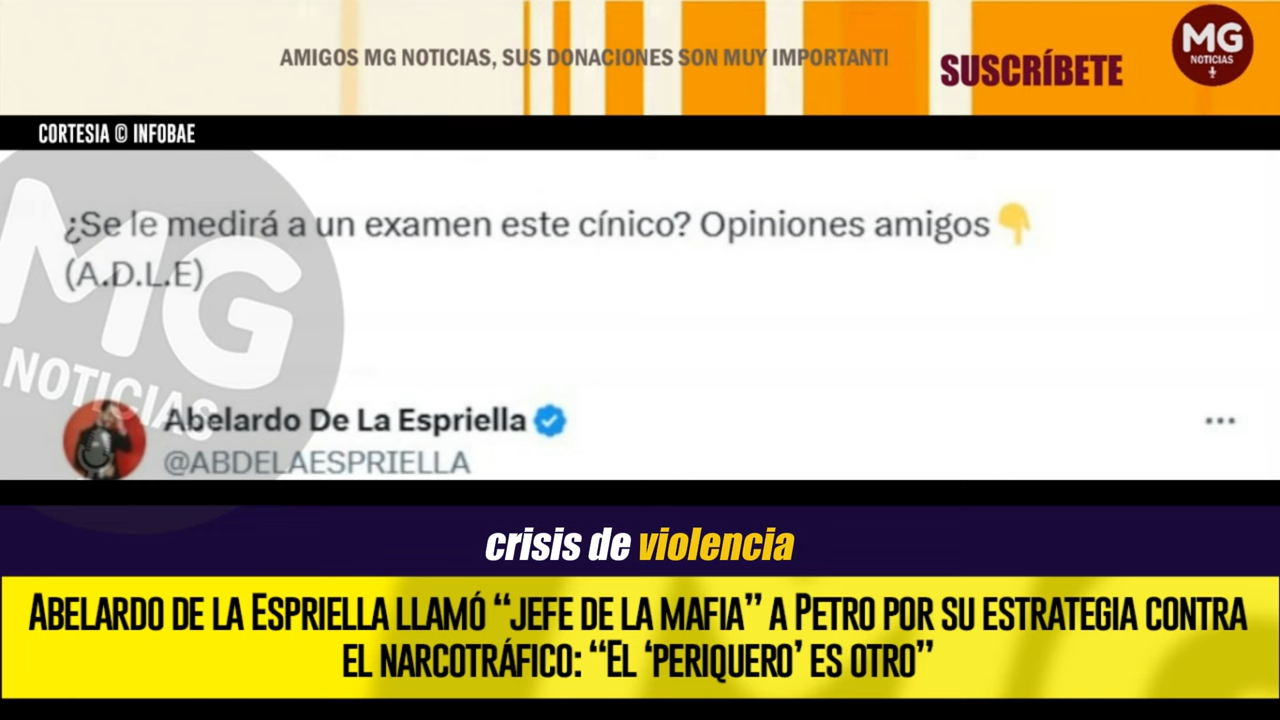 AMIGOS MG NOTICIAS, SUS DONACIONES SON MUY IMPORTANT
SUSCRÍBETE
MG
NOTICIAS
CORTESIA © INFOBAE
¿Se le medirá a un examen este cínico? Opiniones amigos👇
(A.D.L.E)
MG
NOTICIAS
Abelardo De La Espriella
@ABDELAESPRIELLA
crisis de violencia
ABELARDO DE LA ESPRIELLA LLAMÓ “JEFE DE LA MAFIA” A PETRO POR SU ESTRATEGIA CONTRA
EL NARCOTRÁFICO: “EL ‘PERIQUERO’ ES OTRO”